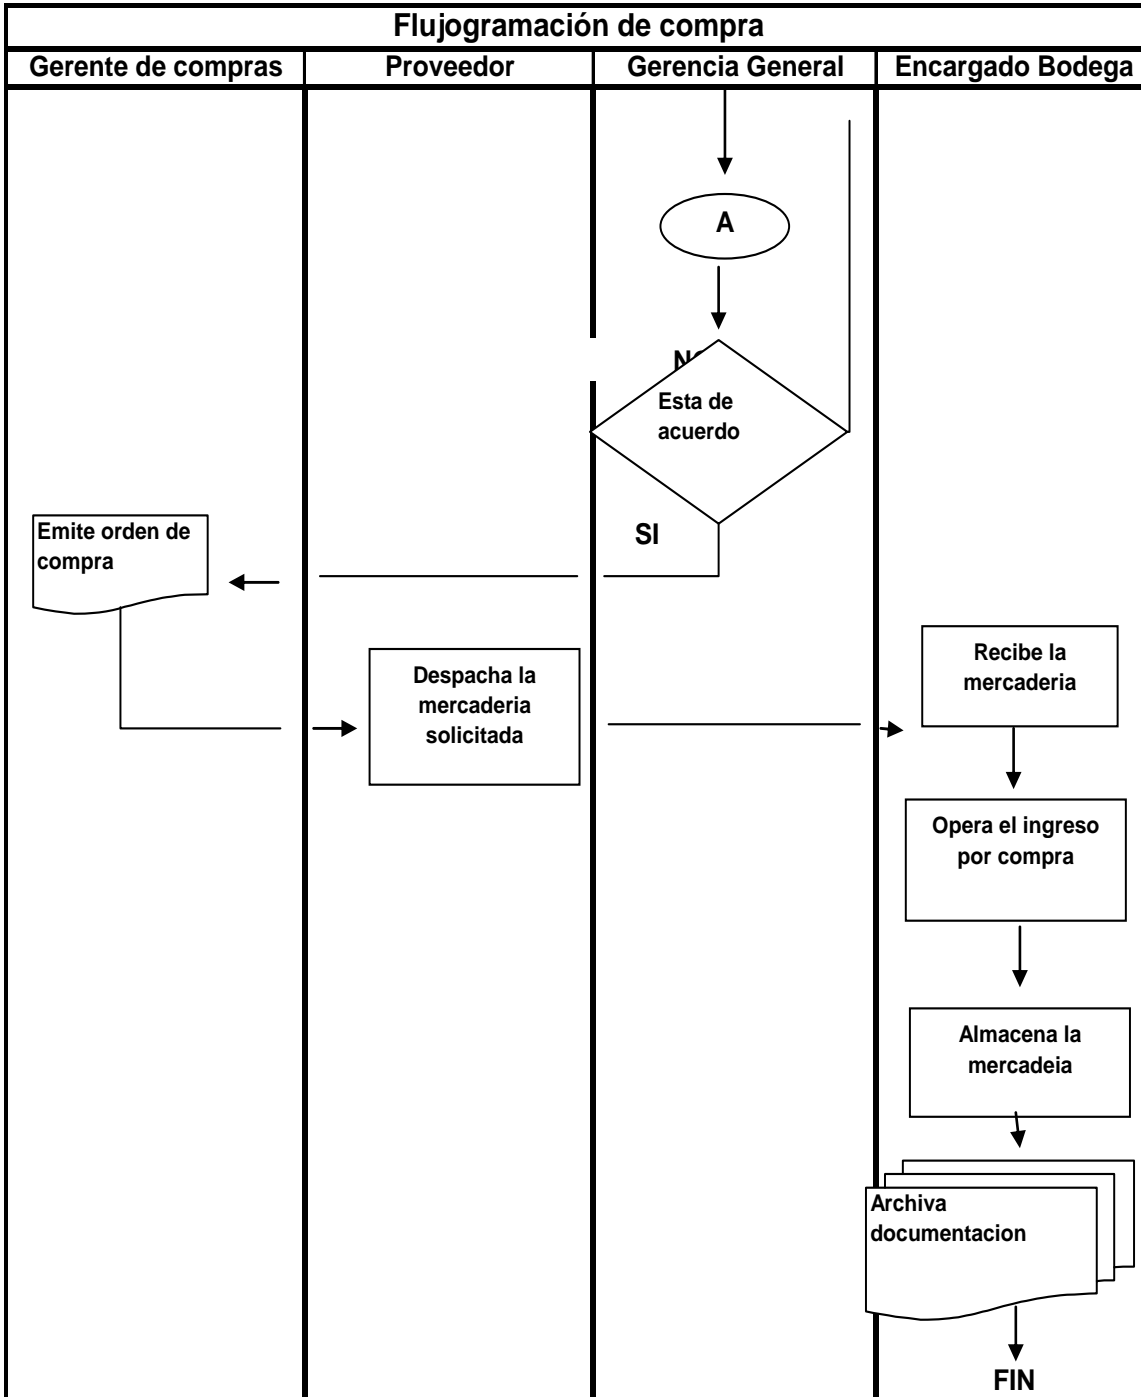 Flujogramación de compra
Gerente de compras
Proveedor
Gerencia General
Encargado Bodega
A
Esta de
acuerdo
SI
Emite orden de
compra
Despacha la
mercaderia
solicitada
Recibe la
mercaderia
Opera el ingreso
por compra
Almacena la
mercadeia
Archiva
documentacion
FIN